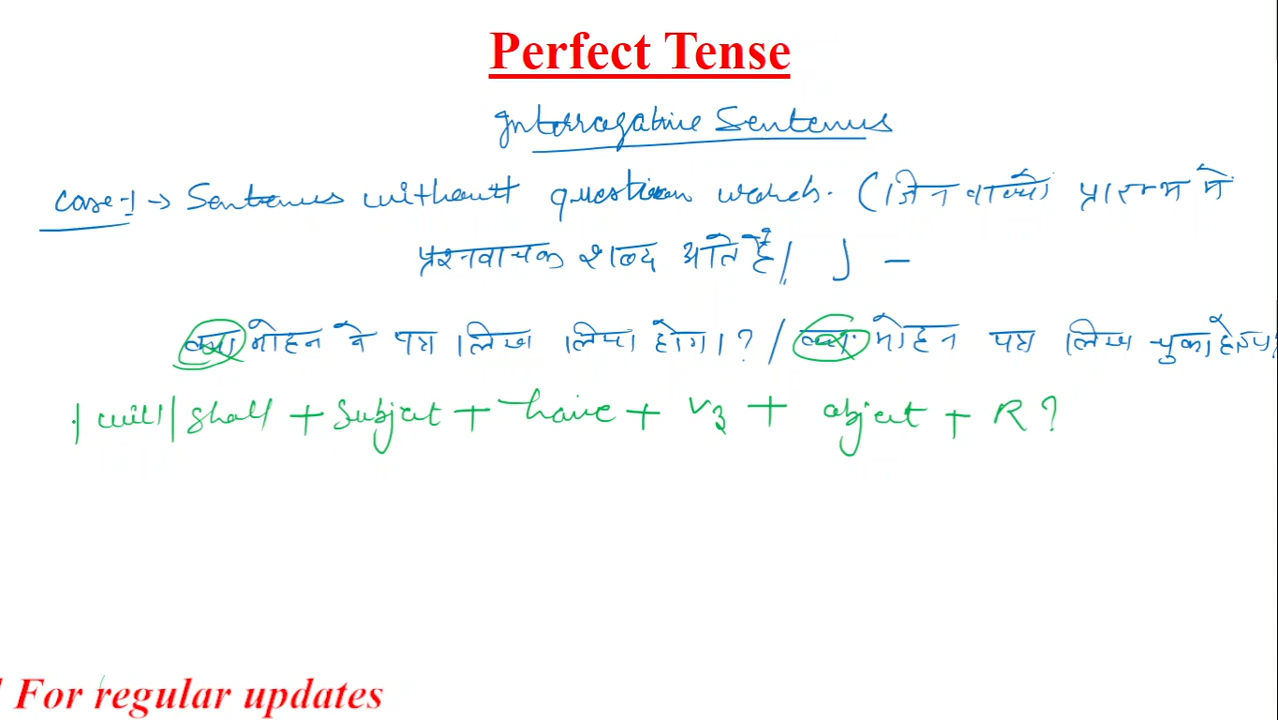 Perfect Tense
Interrogative Sentences
Case-1 → Sentences without question words. (जिन वाक्यो प्रारम्भ मे
प्रश्नवाचक शब्द आते हैं। ) –
क्या मोहन ने पत्र लिख लिया होगा ? / क्या मोहन पत्र लिख चुका होगा
will / shall + Subject + have + V3 + object + R ?
For regular updates